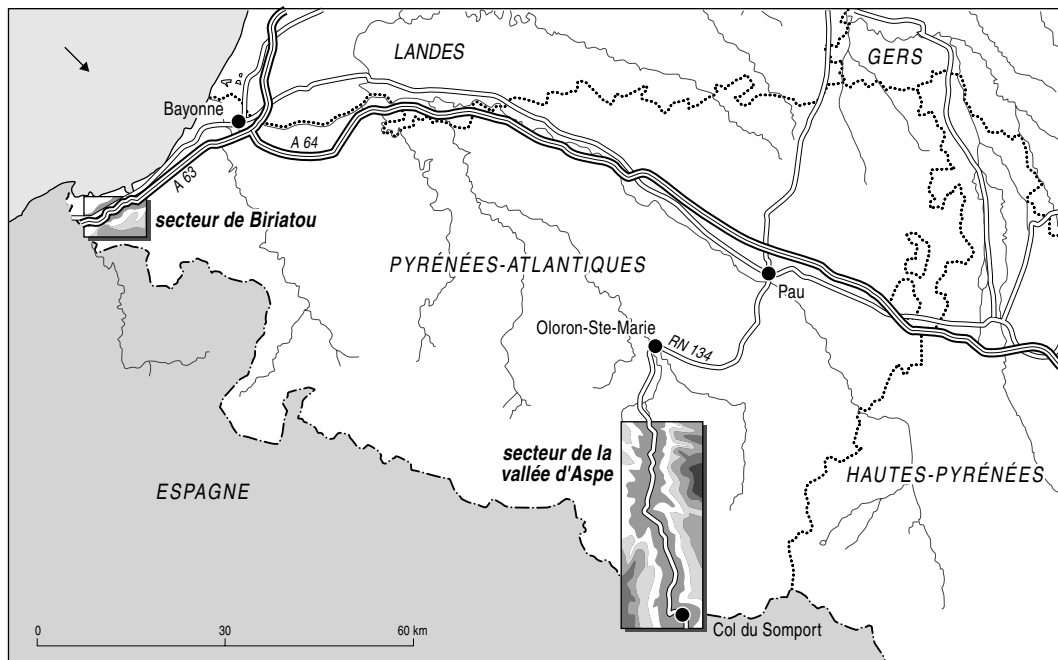 LANDES
GERS
Bayonne
A 64
A 63
secteur de Biriatou
PYRÉNÉES-ATLANTIQUES
Pau
Oloron-Ste-Marie
RN 134
secteur de la
vallée d'Aspe
HAUTES-PYRÉNÉES
ESPAGNE
Col du Somport
0 30 60 km